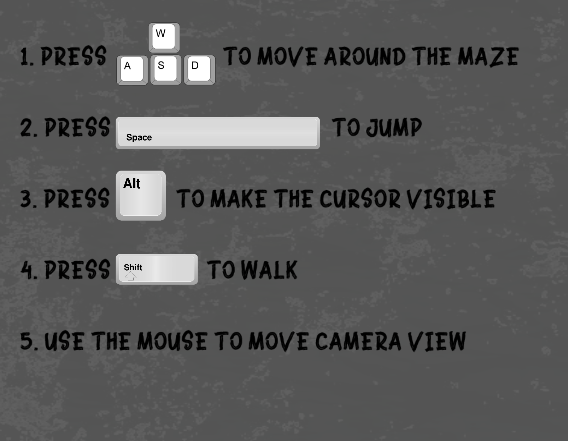 1. PRESS W A S D TO MOVE AROUND THE MAZE
2. PRESS Space TO JUMP
3. PRESS Alt TO MAKE THE CURSOR VISIBLE
4. PRESS Shift TO WALK
5. USE THE MOUSE TO MOVE CAMERA VIEW